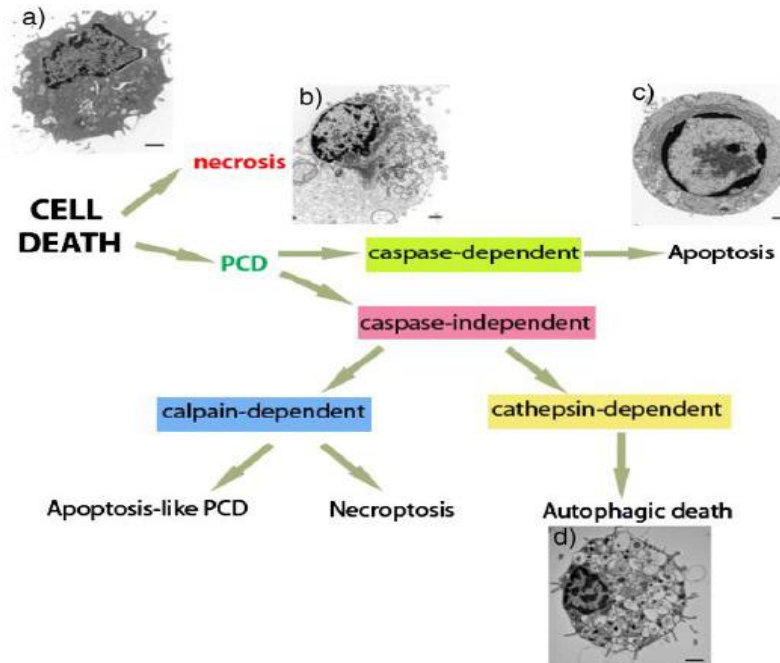 a)
b)
c)
necrosis
CELL
DEATH
PCD
caspase-dependent
Apoptosis
caspase-independent
calpain-dependent
cathepsin-dependent
Apoptosis-like PCD
Necroptosis
Autophagic death
d)